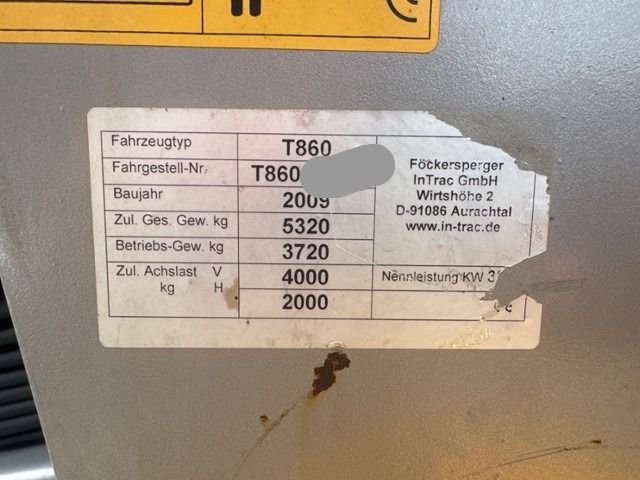 Fahrzeugtyp T860
Fahrgestell-Nr. T860
Baujahr 2009
Zul. Ges. Gew. kg 5320
Betriebs-Gew. kg 3720
Zul. Achslast V 4000
kg H 2000
Föckersperger
InTrac GmbH
Wirtshöhe 2
D-91086 Aurachtal
www.in-trac.de
Nennleistung KW